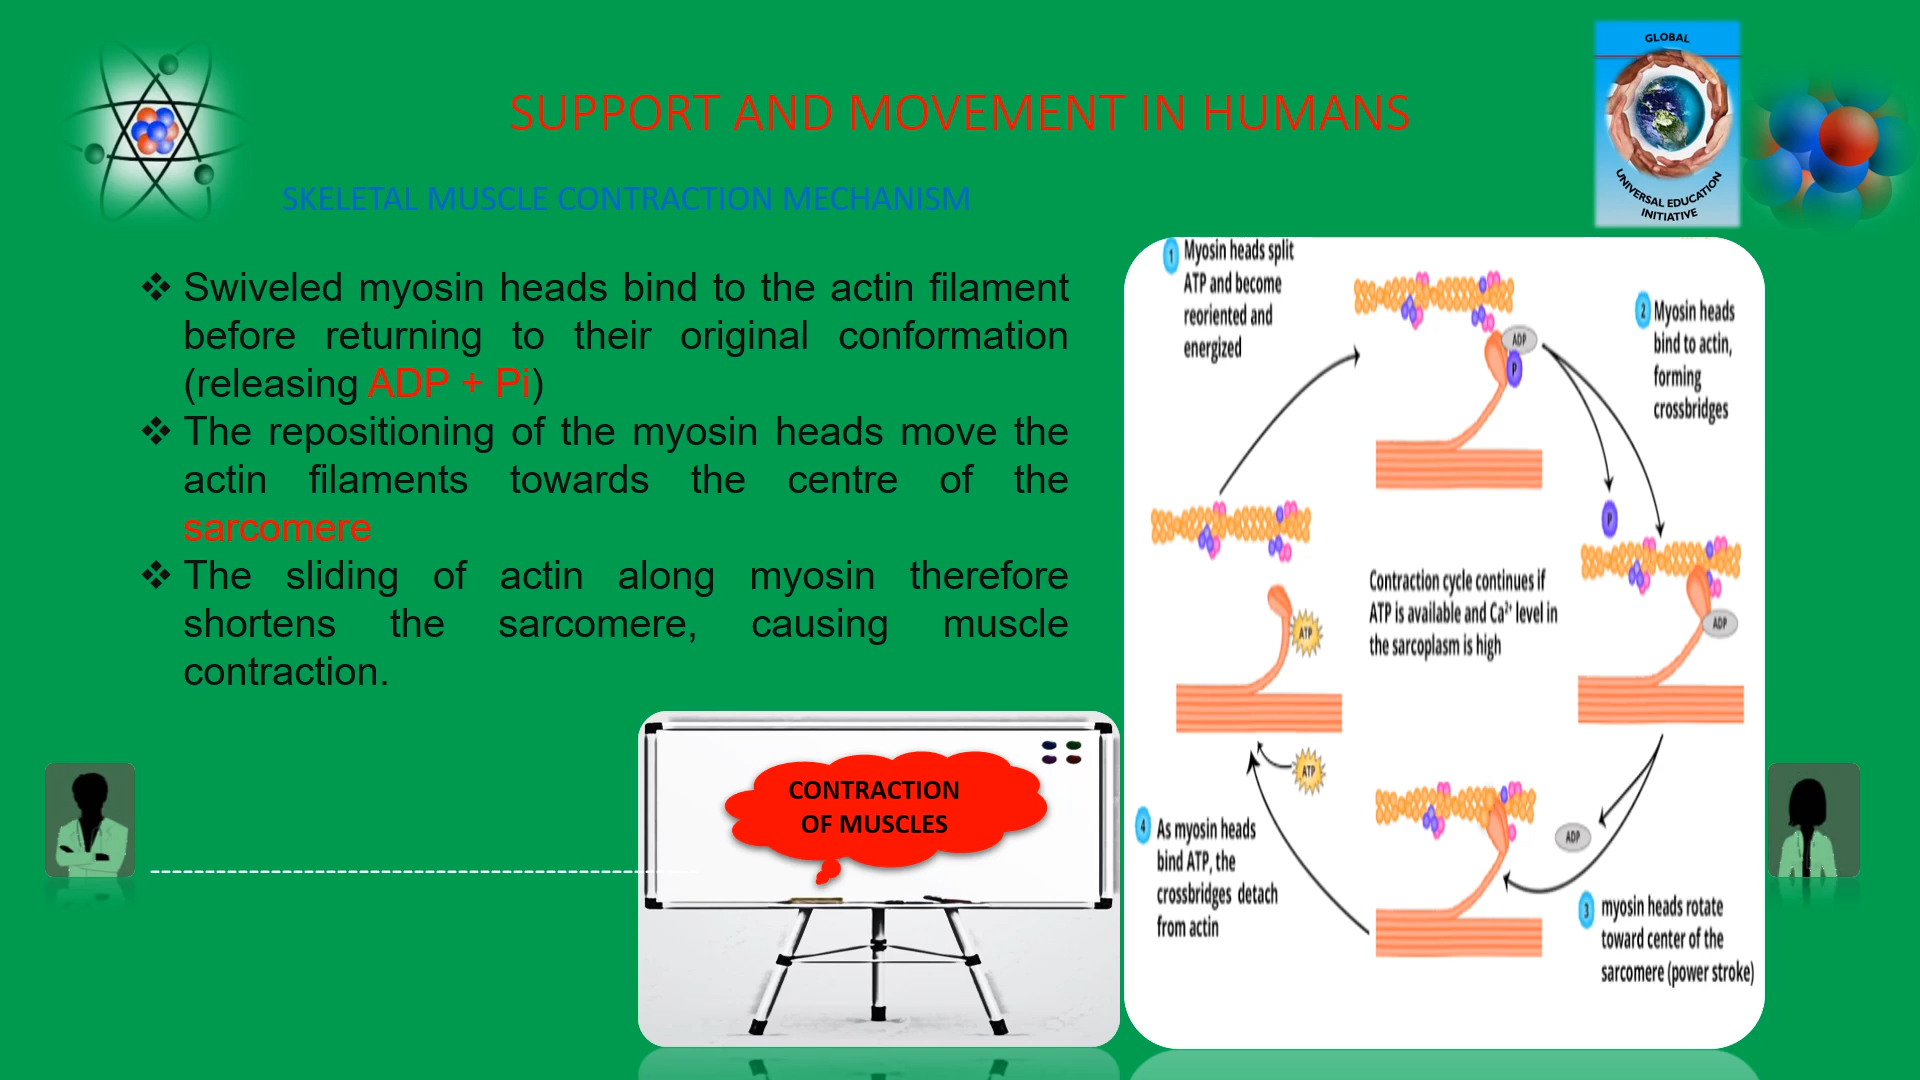 GLOBAL
UNIVERSAL EDUCATION
INITIATIVE
SUPPORT AND MOVEMENT IN HUMANS
SKELETAL MUSCLE CONTRACTION MECHANISM
❖ Swiveled myosin heads bind to the actin filament
before returning to their original conformation
(releasing ADP + Pi)
❖ The repositioning of the myosin heads move the
actin filaments towards the centre of the
sarcomere
❖ The sliding of actin along myosin therefore
shortens the sarcomere, causing muscle
contraction.
CONTRACTION
OF MUSCLES
1 Myosin heads split
ATP and become
reoriented and
energized
ADP
P
2 Myosin heads
bind to actin,
forming
crossbridges
P
ADP
Contraction cycle continues if
ATP is available and Ca²⁺ level in
the sarcoplasm is high
ATP
ATP
ADP
3 myosin heads rotate
toward center of the
sarcomere (power stroke)
4 As myosin heads
bind ATP, the
crossbridges detach
from actin